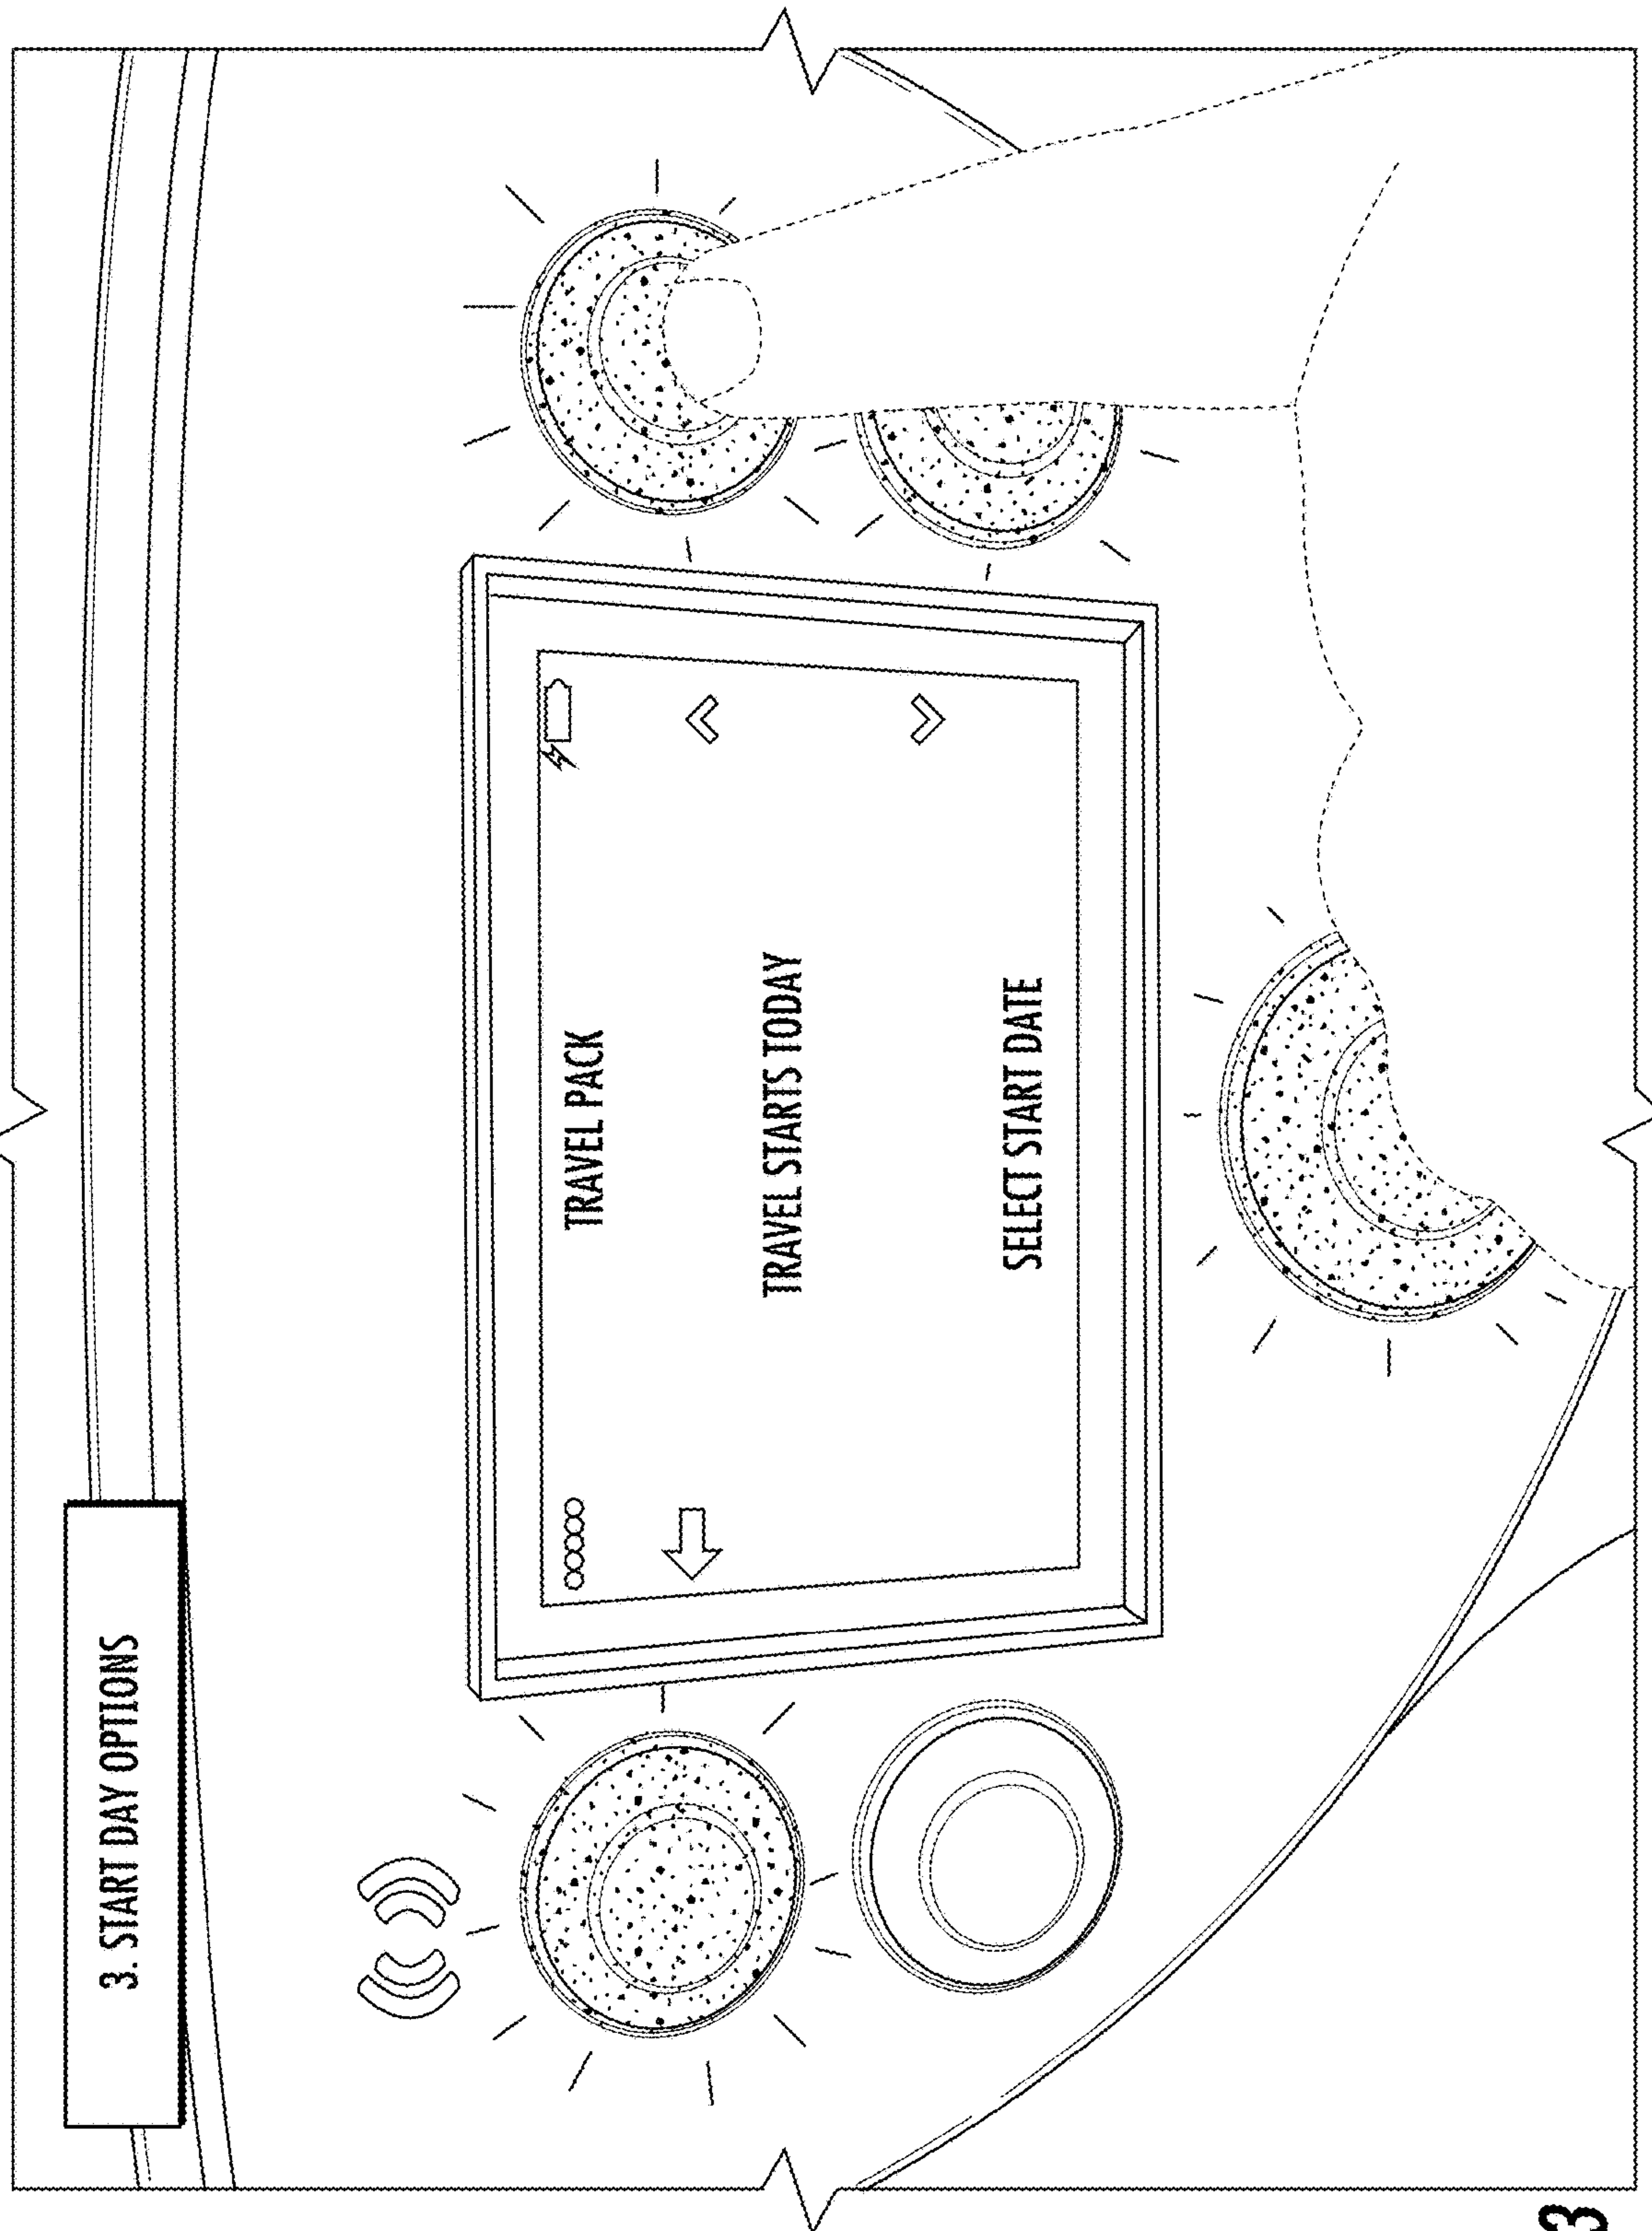 3. START DAY OPTIONS
TRAVEL PACK
TRAVEL STARTS TODAY
SELECT START DATE
3